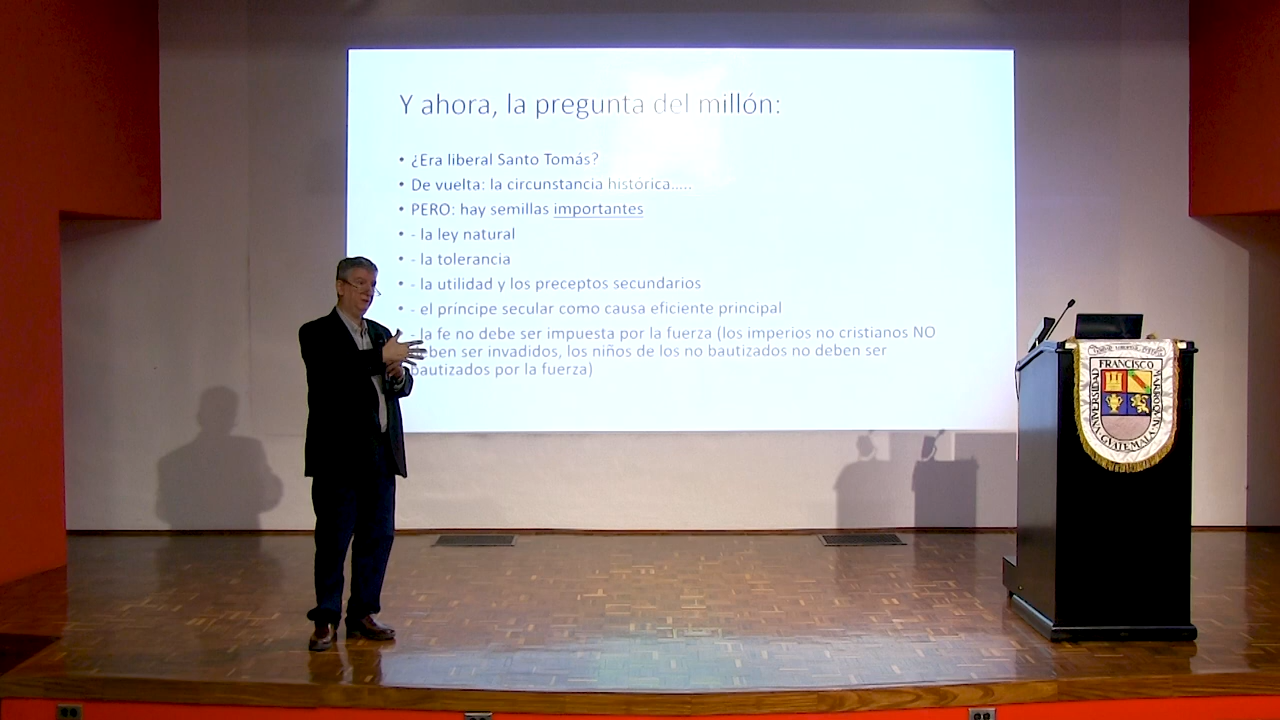 Y ahora, la pregunta del millón:
• ¿Era liberal Santo Tomás?
• De vuelta: la circunstancia histórica.....
• PERO: hay semillas importantes
• - la ley natural
• - la tolerancia
• - la utilidad y los preceptos secundarios
• - el príncipe secular como causa eficiente principal
• - la fe no debe ser impuesta por la fuerza (los imperios no cristianos NO
ben ser invadidos, los niños de los no bautizados no deben ser
bautizados por la fuerza)
UNIVERSIDAD
FRANCISCO
MARROQUIN
GUATEMALA